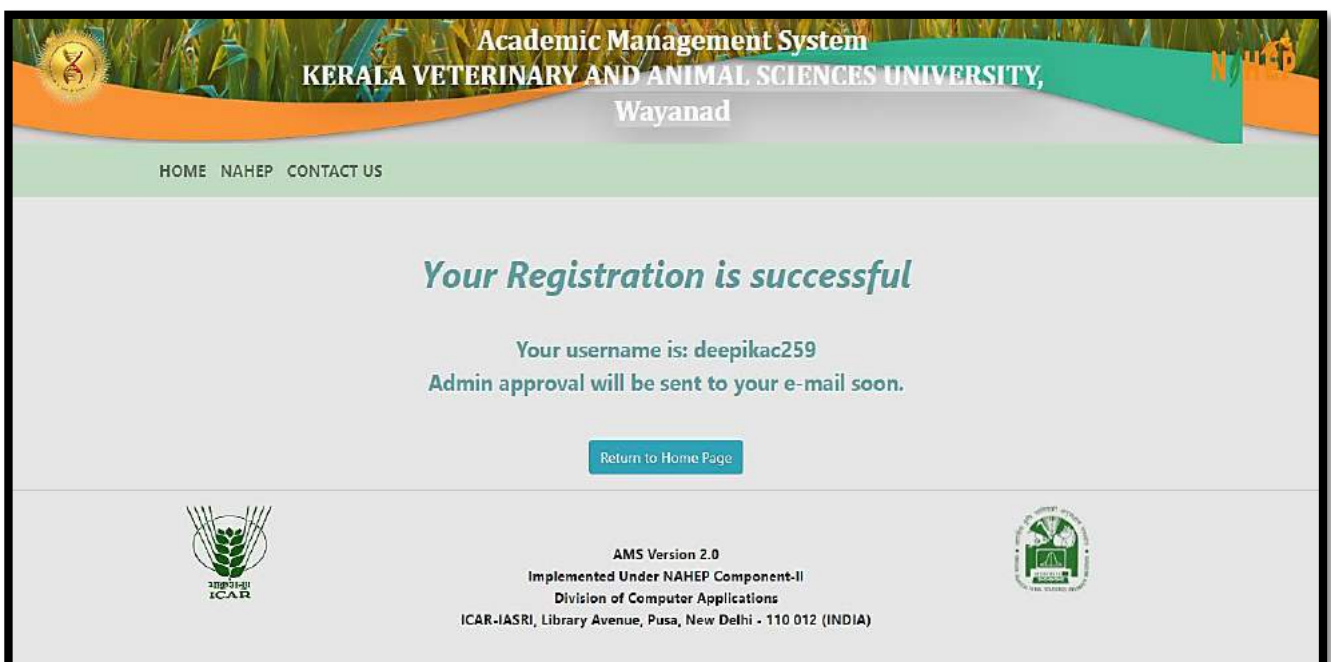 Academic Management System
KERALA VETERINARY AND ANIMAL SCIENCES UNIVERSITY,
Wayanad
NAHEP
HOME NAHEP CONTACT US
Your Registration is successful
Your username is: deepikac259
Admin approval will be sent to your e-mail soon.
Return to Home Page
ICAR
AMS Version 2.0
Implemented Under NAHEP Component-II
Division of Computer Applications
ICAR-IASRI, Library Avenue, Pusa, New Delhi - 110 012 (INDIA)